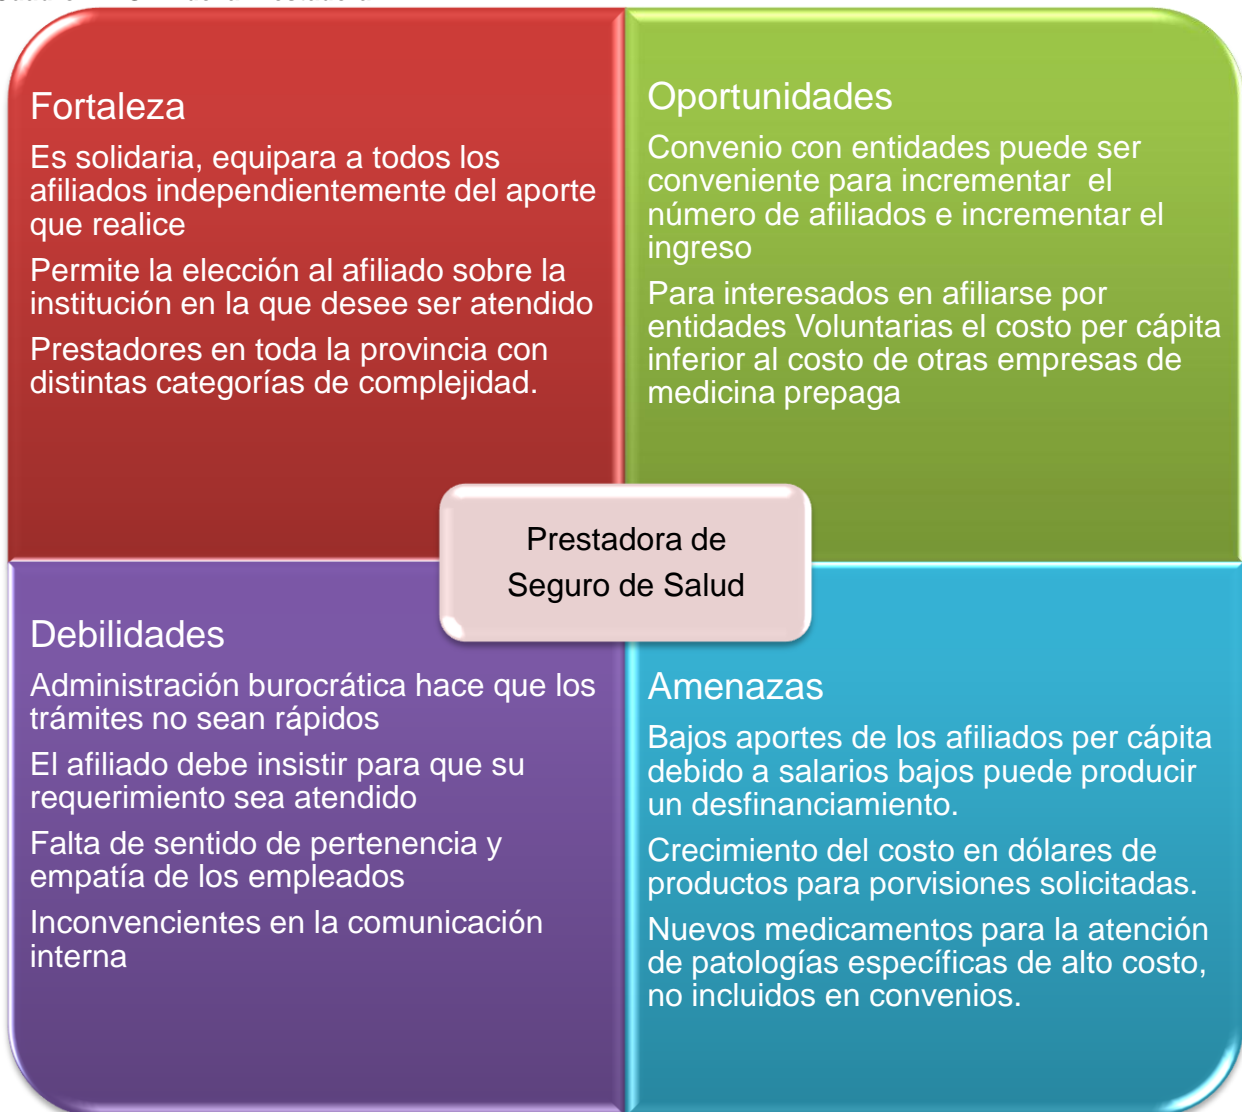 Fortaleza
Es solidaria, equipara a todos los
afiliados independientemente del aporte
que realice
Permite la elección al afiliado sobre la
institución en la que desee ser atendido
Prestadores en toda la provincia con
distintas categorías de complejidad.
Oportunidades
Convenio con entidades puede ser
conveniente para incrementar el
número de afiliados e incrementar el
ingreso
Para interesados en afiliarse por
entidades Voluntarias el costo per cápita
inferior al costo de otras empresas de
medicina prepaga
Prestadora de
Seguro de Salud
Debilidades
Administración burocrática hace que los
trámites no sean rápidos
El afiliado debe insistir para que su
requerimiento sea atendido
Falta de sentido de pertenencia y
empatía de los empleados
Inconvencientes en la comunicación
interna
Amenazas
Bajos aportes de los afiliados per cápita
debido a salarios bajos puede producir
un desfinanciamiento.
Crecimiento del costo en dólares de
productos para porvisiones solicitadas.
Nuevos medicamentos para la atención
de patologías específicas de alto costo,
no incluidos en convenios.